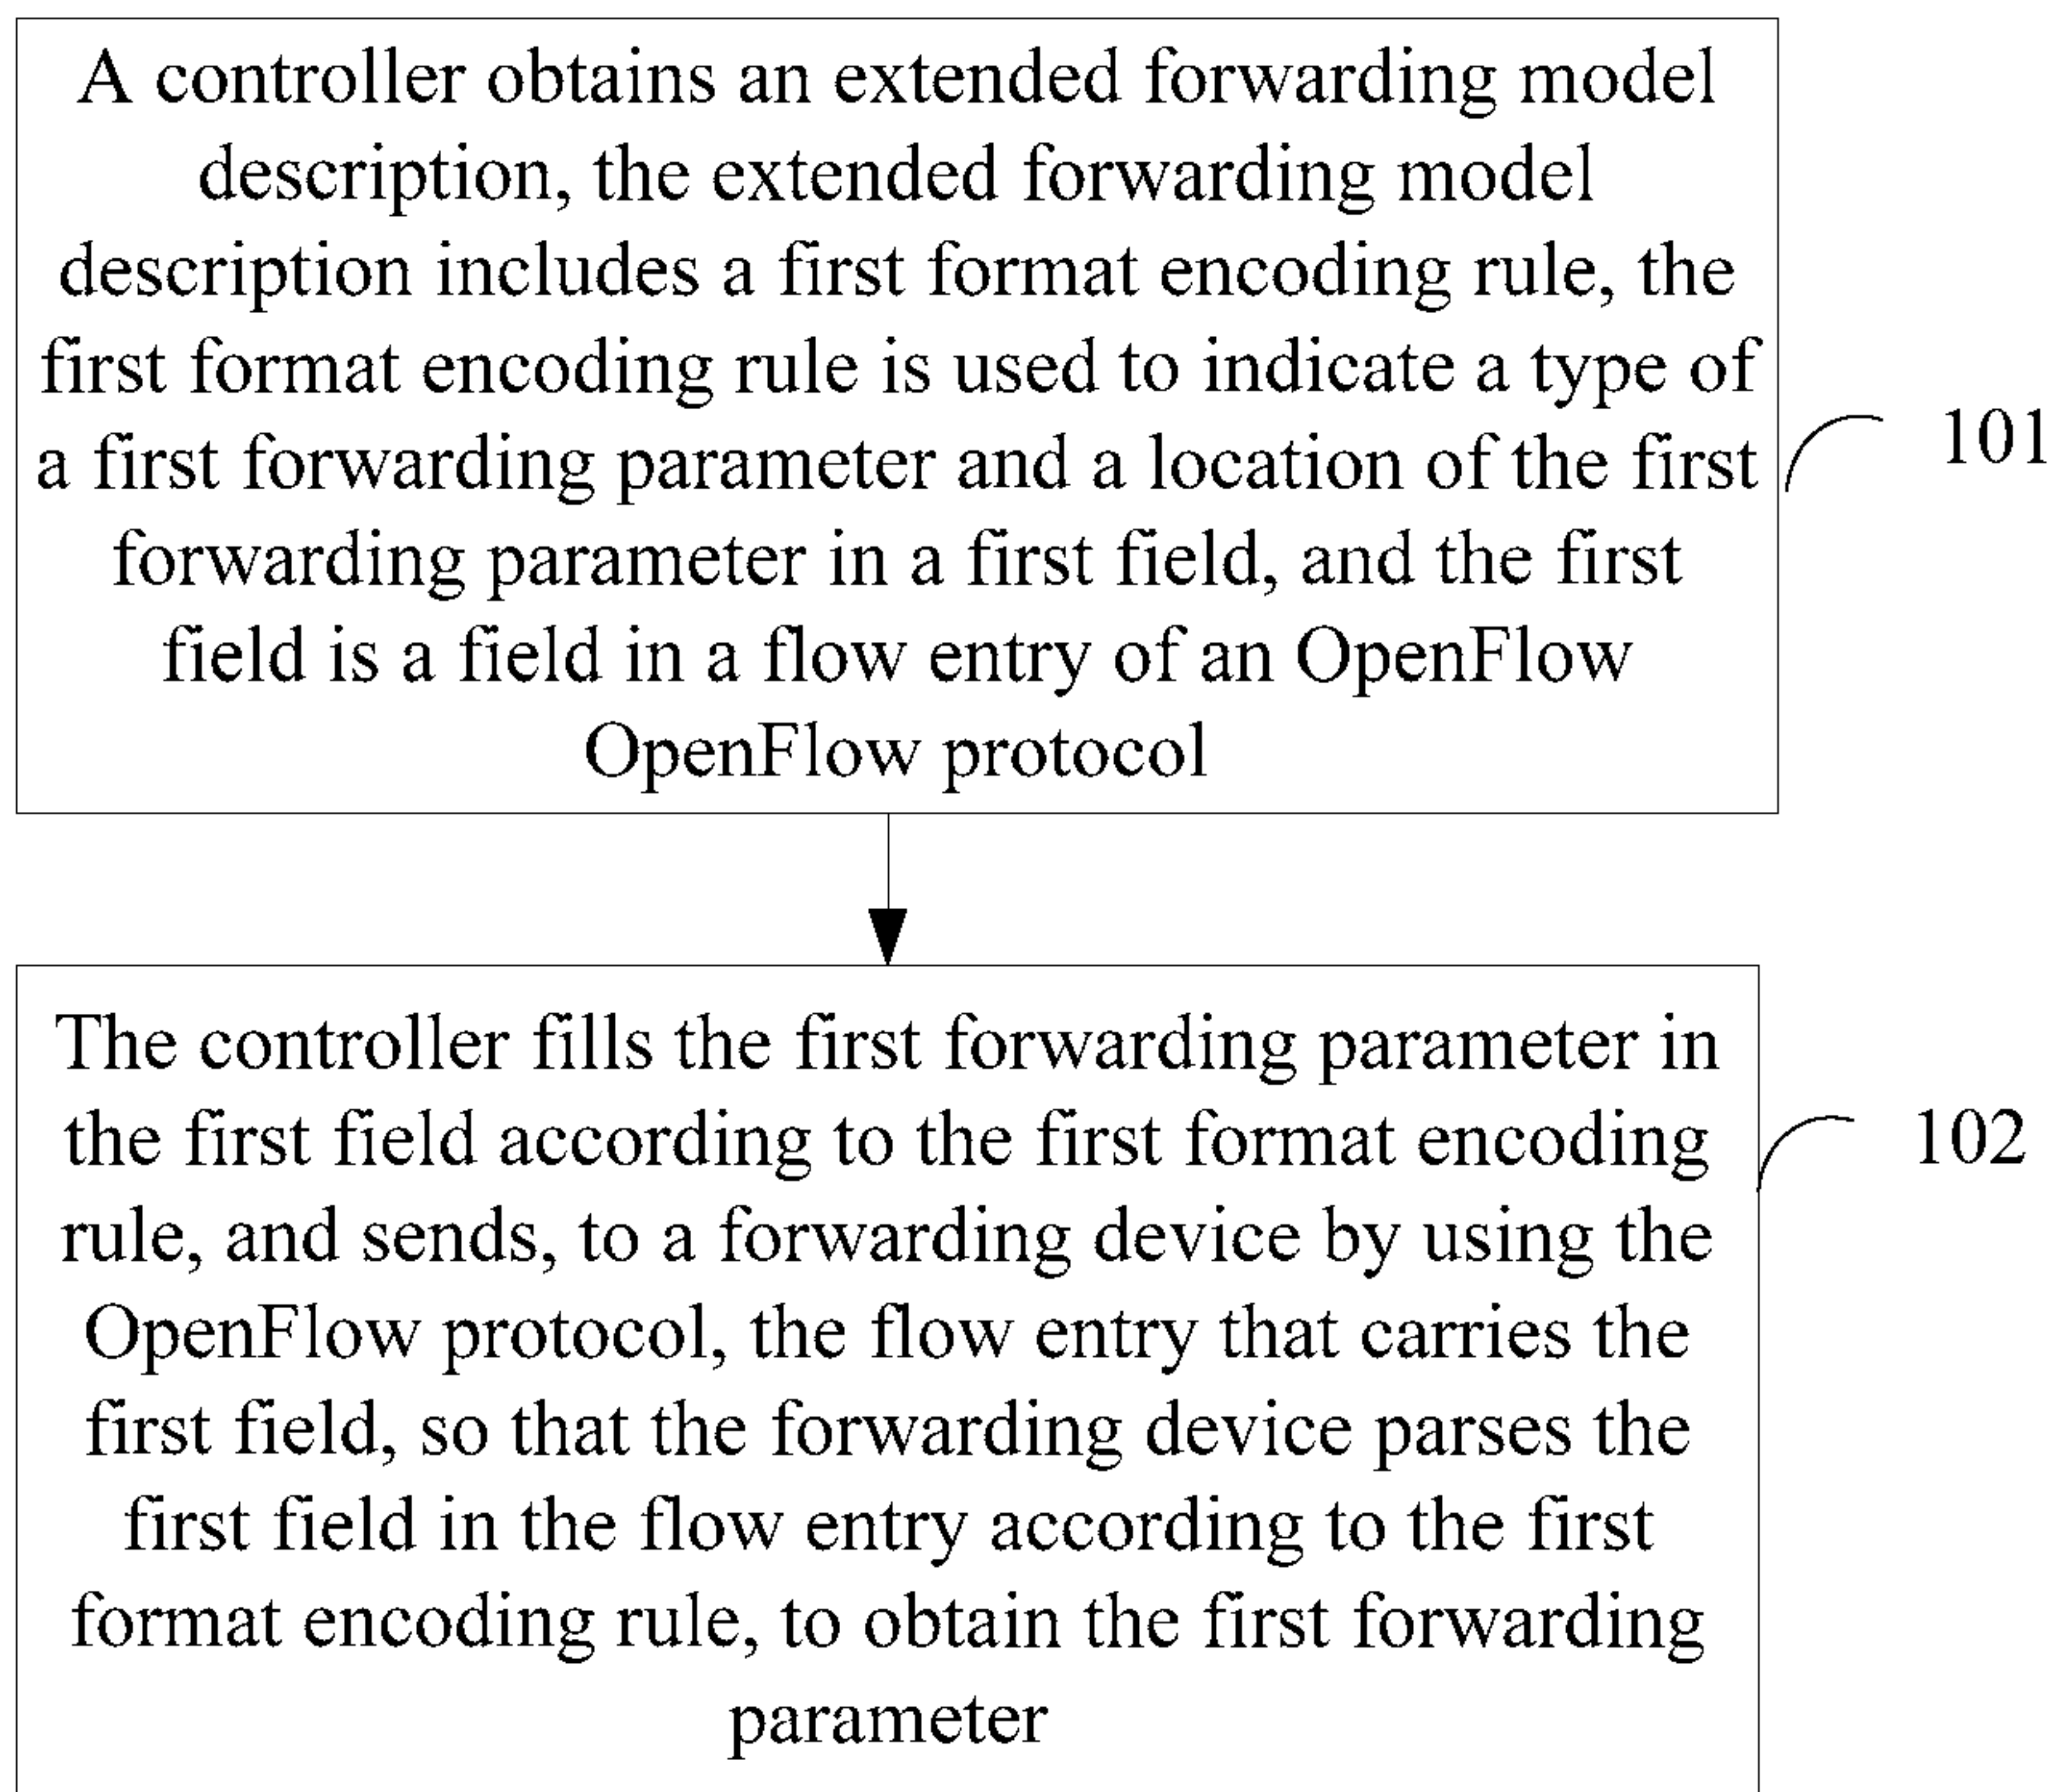 A controller obtains an extended forwarding model
description, the extended forwarding model
description includes a first format encoding rule, the
first format encoding rule is used to indicate a type of
a first forwarding parameter and a location of the first
forwarding parameter in a first field, and the first
field is a field in a flow entry of an OpenFlow
OpenFlow protocol
101
The controller fills the first forwarding parameter in
the first field according to the first format encoding
rule, and sends, to a forwarding device by using the
OpenFlow protocol, the flow entry that carries the
first field, so that the forwarding device parses the
first field in the flow entry according to the first
format encoding rule, to obtain the first forwarding
parameter
102